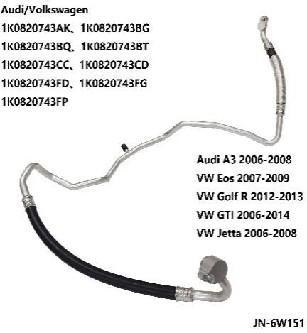 Audi/Volkswagen
1K0820743AK、1K0820743BG
1K0820743BQ、1K0820743BT
1K0820743CC、1K0820743CD
1K0820743FD、1K0820743FG
1K0820743FP
Audi A3 2006-2008
VW Eos 2007-2009
VW Golf R 2012-2013
VW GTI 2006-2014
VW Jetta 2006-2008
JN-6W151